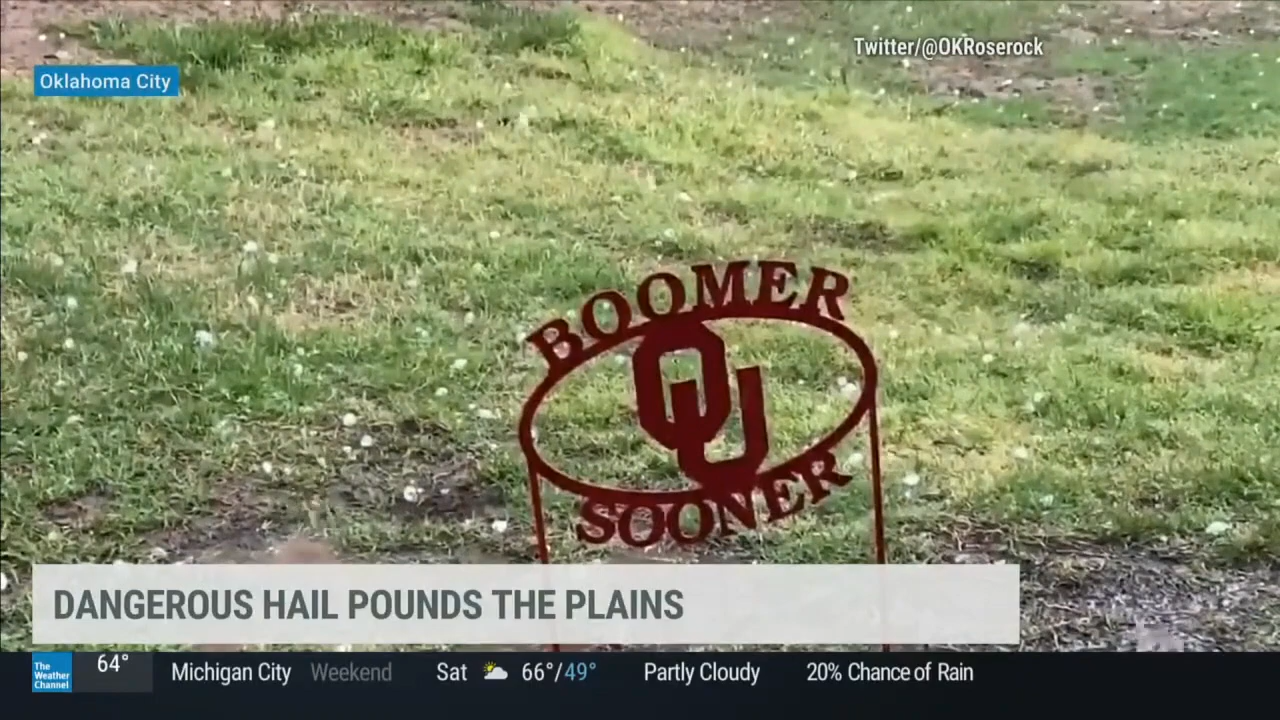 Twitter/@OKRoserock
Oklahoma City
BOOMER
OU
SOONER
DANGEROUS HAIL POUNDS THE PLAINS
The
Weather
Channel
64° Michigan City Weekend Sat 66°/49° Partly Cloudy 20% Chance of Rain